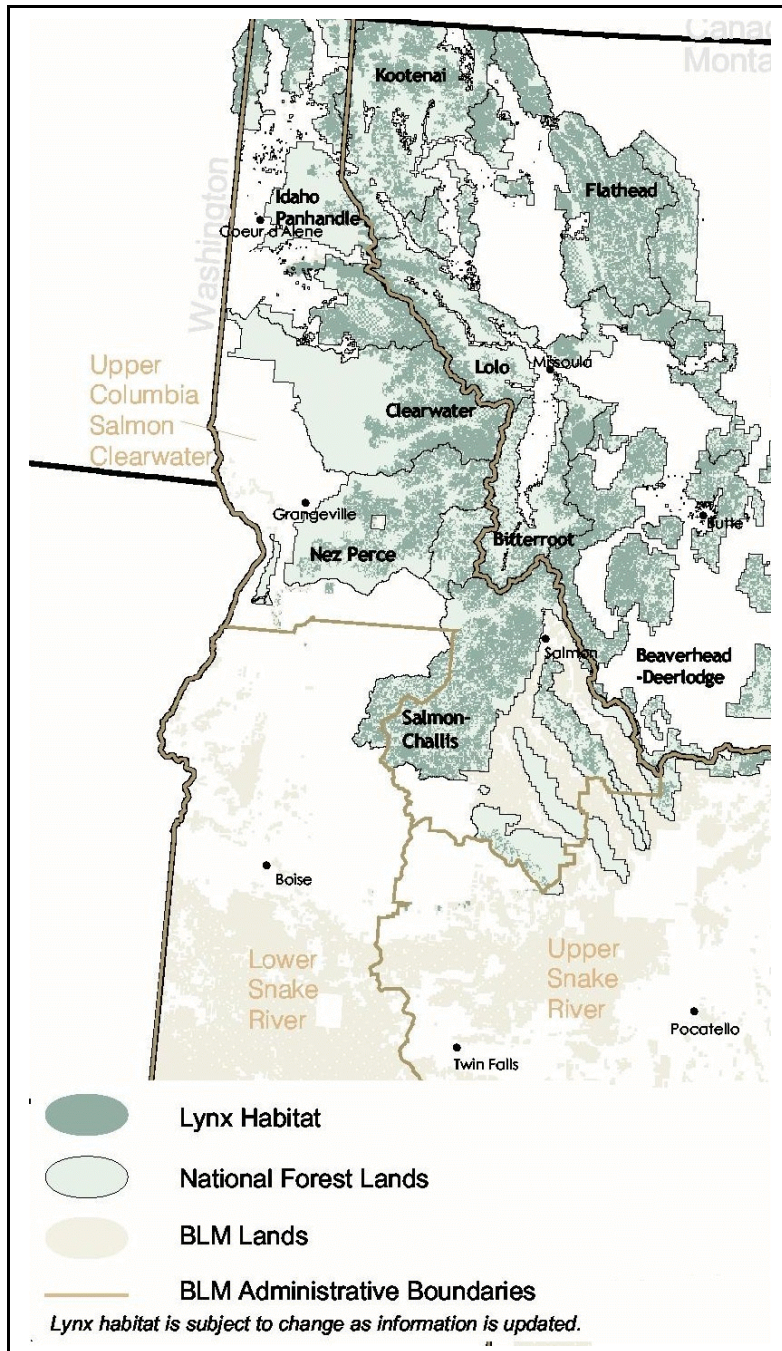 Canad
Monta
Kootenai
Flathead
Washington
Idaho
Panhandle
Coeur d'Alene
Upper
Columbia
Salmon
Clearwater
Lolo
Missoula
Clearwater
Grangeville
Nez Perce
Bitterroot
Butte
Salmon
Beaverhead
-Deerlodge
Salmon-
Challis
Boise
Lower
Snake
River
Upper
Snake
River
Pocatello
Twin Falls
Lynx Habitat
National Forest Lands
BLM Lands
BLM Administrative Boundaries
Lynx habitat is subject to change as information is updated.